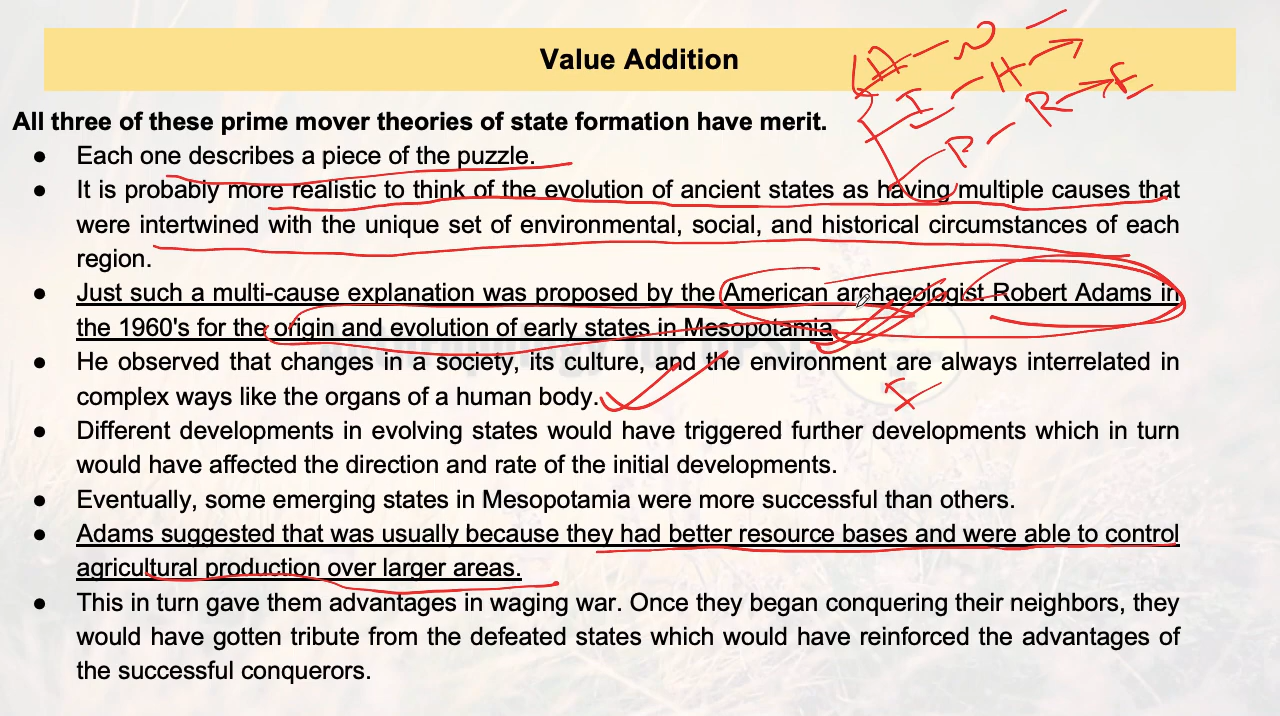 Value Addition
A - N -
I - H →
P - R → E
All three of these prime mover theories of state formation have merit.
● Each one describes a piece of the puzzle.
● It is probably more realistic to think of the evolution of ancient states as having multiple causes that
were intertwined with the unique set of environmental, social, and historical circumstances of each
region.
● Just such a multi-cause explanation was proposed by the American archaeologist Robert Adams in
the 1960's for the origin and evolution of early states in Mesopotamia.
● He observed that changes in a society, its culture, and the environment are always interrelated in
complex ways like the organs of a human body.
● Different developments in evolving states would have triggered further developments which in turn
would have affected the direction and rate of the initial developments.
● Eventually, some emerging states in Mesopotamia were more successful than others.
● Adams suggested that was usually because they had better resource bases and were able to control
agricultural production over larger areas.
● This in turn gave them advantages in waging war. Once they began conquering their neighbors, they
would have gotten tribute from the defeated states which would have reinforced the advantages of
the successful conquerors.